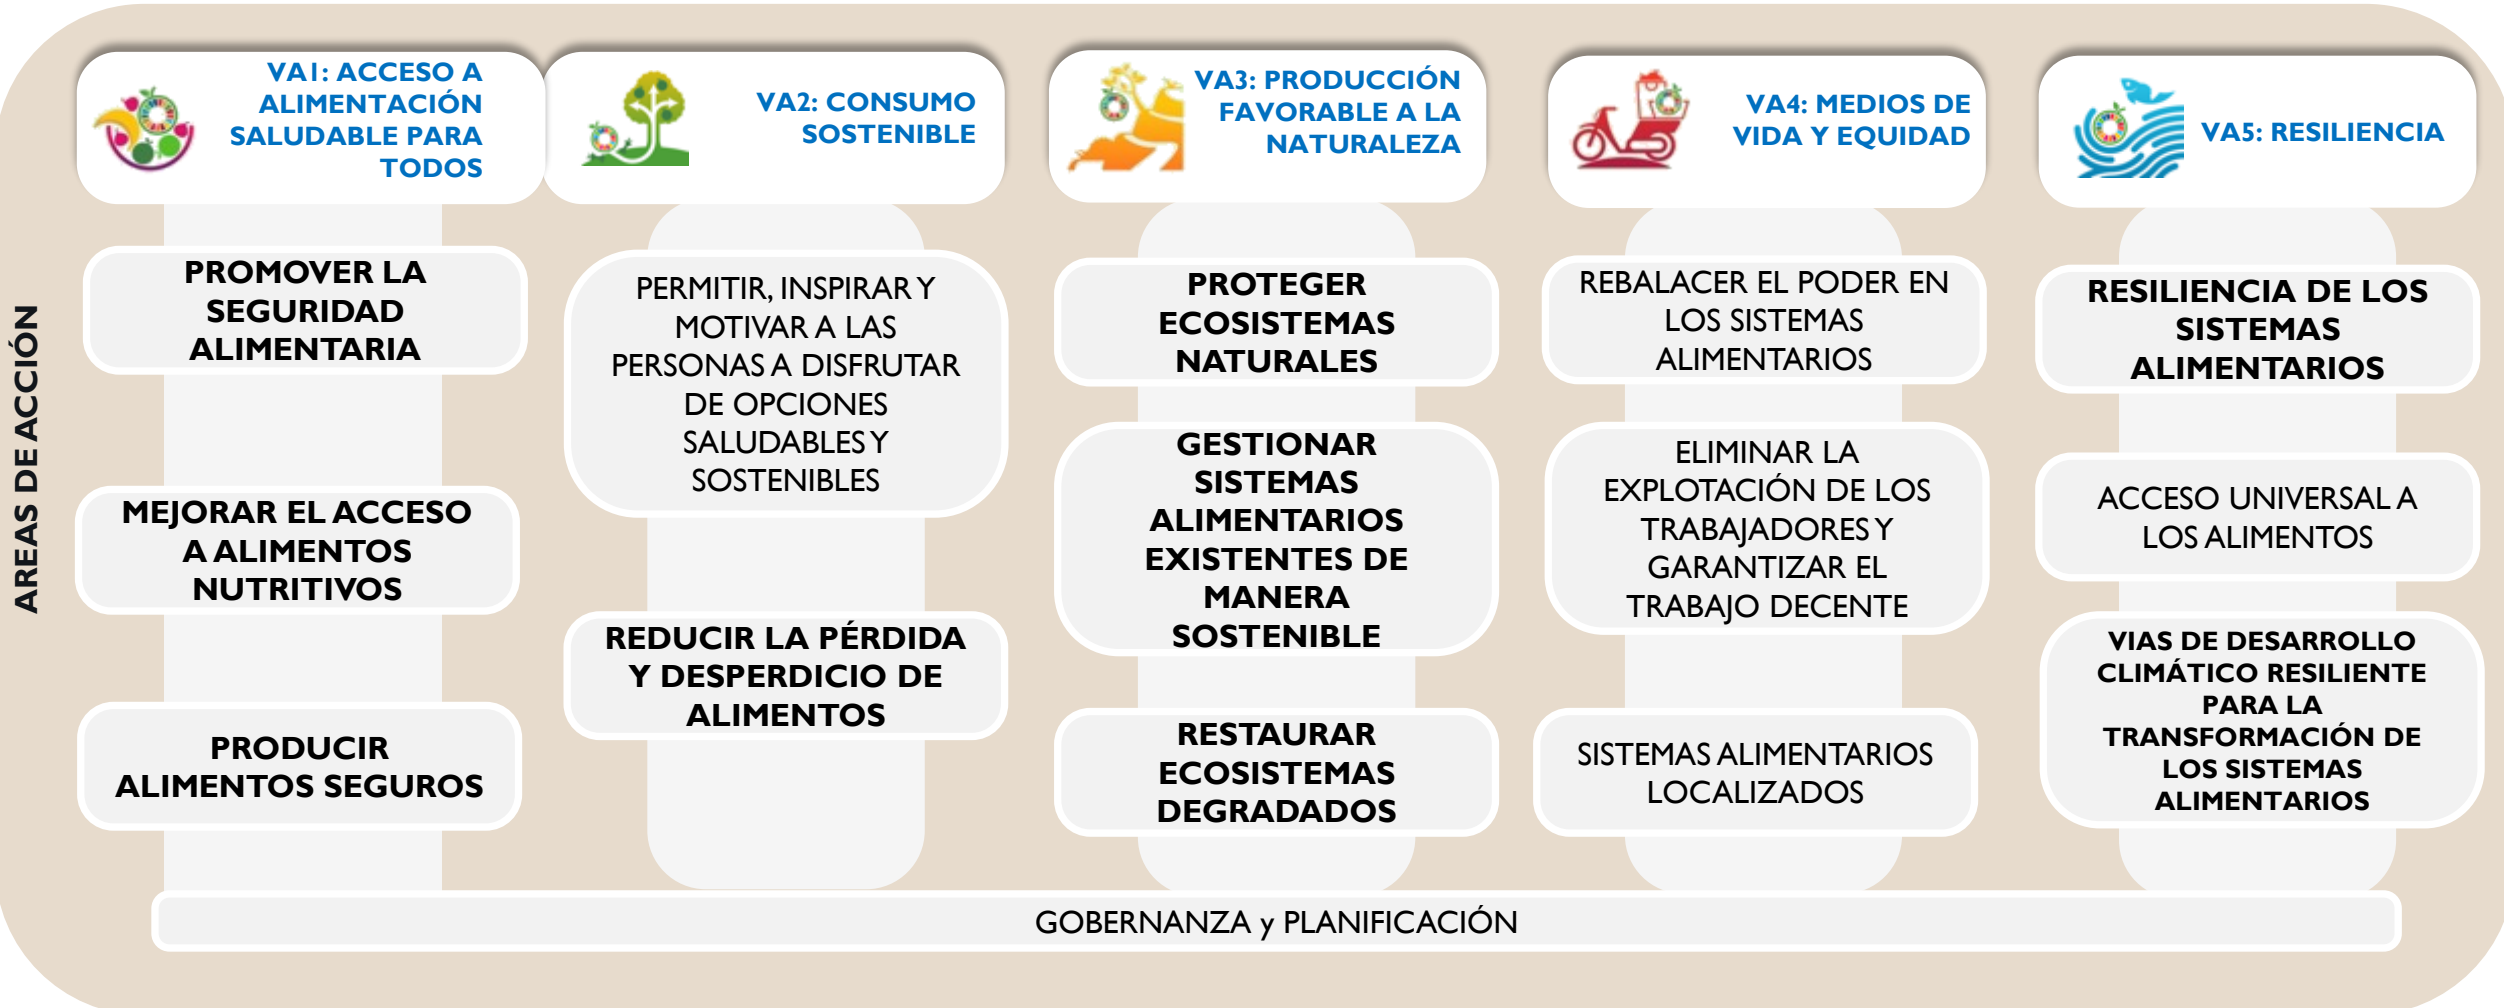 AREAS DE ACCIÓN
VA1: ACCESO A
ALIMENTACIÓN
SALUDABLE PARA
TODOS
PROMOVER LA
SEGURIDAD
ALIMENTARIA
MEJORAR EL ACCESO
A ALIMENTOS
NUTRITIVOS
PRODUCIR
ALIMENTOS SEGUROS
VA2: CONSUMO
SOSTENIBLE
PERMITIR, INSPIRAR Y
MOTIVAR A LAS
PERSONAS A DISFRUTAR
DE OPCIONES
SALUDABLES Y
SOSTENIBLES
REDUCIR LA PÉRDIDA
Y DESPERDICIO DE
ALIMENTOS
VA3: PRODUCCIÓN
FAVORABLE A LA
NATURALEZA
PROTEGER
ECOSISTEMAS
NATURALES
GESTIONAR
SISTEMAS
ALIMENTARIOS
EXISTENTES DE
MANERA
SOSTENIBLE
RESTAURAR
ECOSISTEMAS
DEGRADADOS
VA4: MEDIOS DE
VIDA Y EQUIDAD
REBALACER EL PODER EN
LOS SISTEMAS
ALIMENTARIOS
ELIMINAR LA
EXPLOTACIÓN DE LOS
TRABAJADORES Y
GARANTIZAR EL
TRABAJO DECENTE
SISTEMAS ALIMENTARIOS
LOCALIZADOS
VA5: RESILIENCIA
RESILIENCIA DE LOS
SISTEMAS
ALIMENTARIOS
ACCESO UNIVERSAL A
LOS ALIMENTOS
VIAS DE DESARROLLO
CLIMÁTICO RESILIENTE
PARA LA
TRANSFORMACIÓN DE
LOS SISTEMAS
ALIMENTARIOS
GOBERNANZA y PLANIFICACIÓN